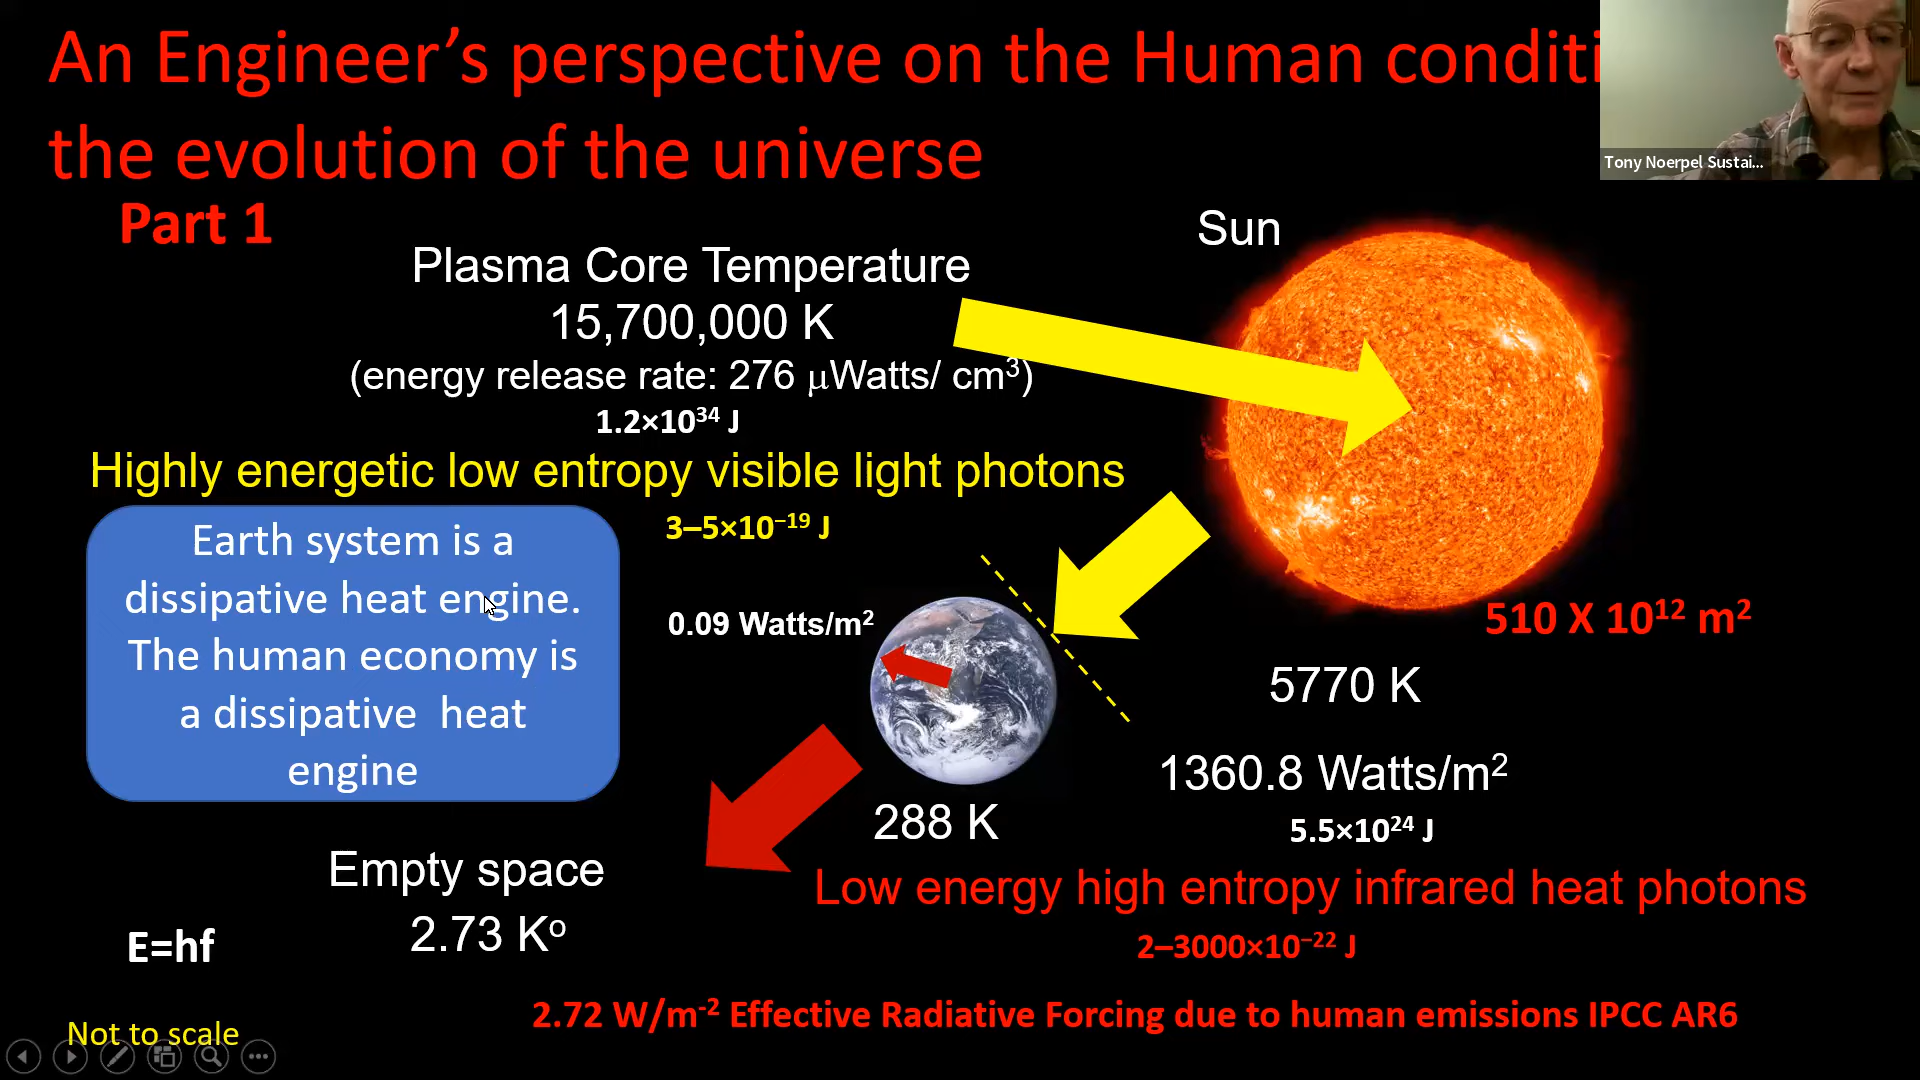 An Engineer’s perspective on the Human conditi
the evolution of the universe
Part 1
Tony Noerpel Sustai...
Sun
Plasma Core Temperature
15,700,000 K
(energy release rate: 276 µWatts/ cm³)
1.2×10³⁴ J
Highly energetic low entropy visible light photons
3–5×10⁻¹⁹ J
Earth system is a
dissipative heat engine.
The human economy is
a dissipative heat
engine
0.09 Watts/m²
510 X 10¹² m²
5770 K
1360.8 Watts/m²
5.5×10²⁴ J
288 K
Empty space
2.73 Kº
Low energy high entropy infrared heat photons
2–3000×10⁻²² J
E=hf
2.72 W/m⁻² Effective Radiative Forcing due to human emissions IPCC AR6
Not to scale